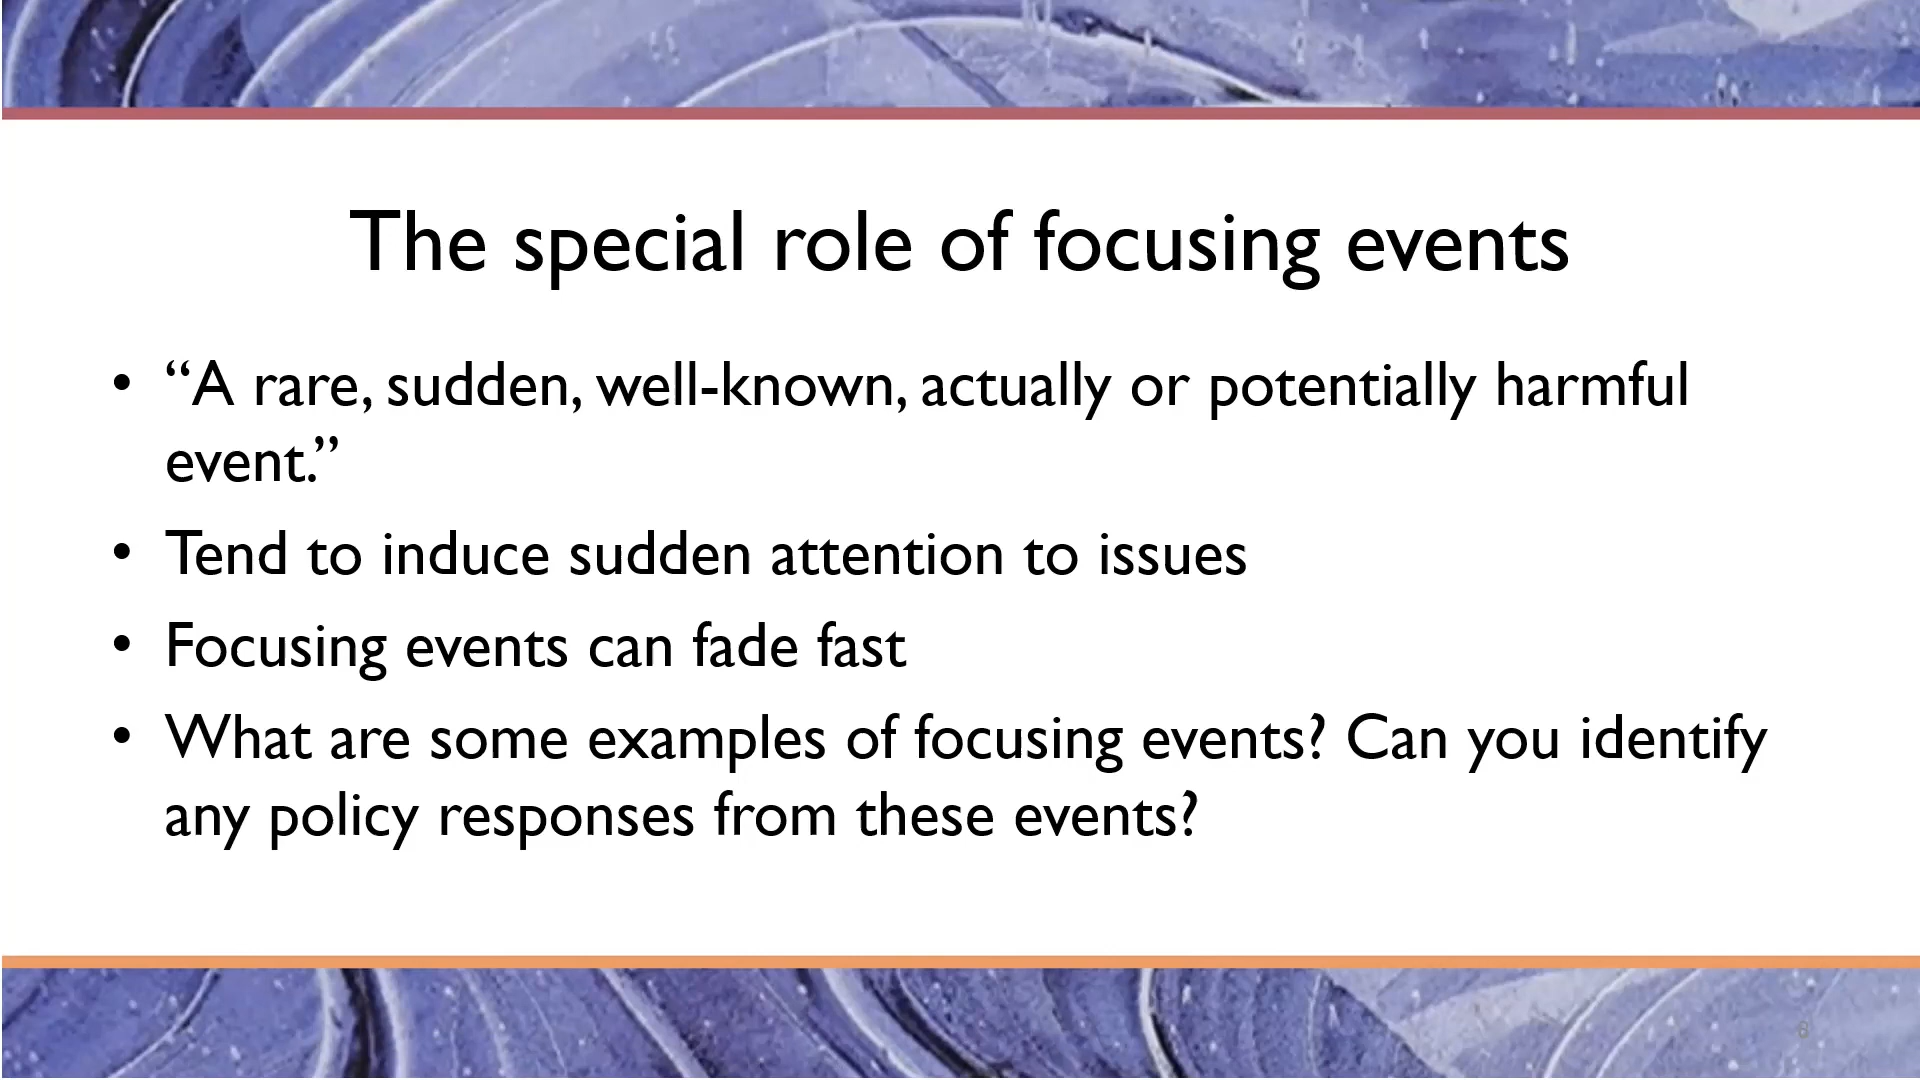 The special role of focusing events
• “A rare, sudden, well-known, actually or potentially harmful
event.”
• Tend to induce sudden attention to issues
• Focusing events can fade fast
• What are some examples of focusing events? Can you identify
any policy responses from these events?